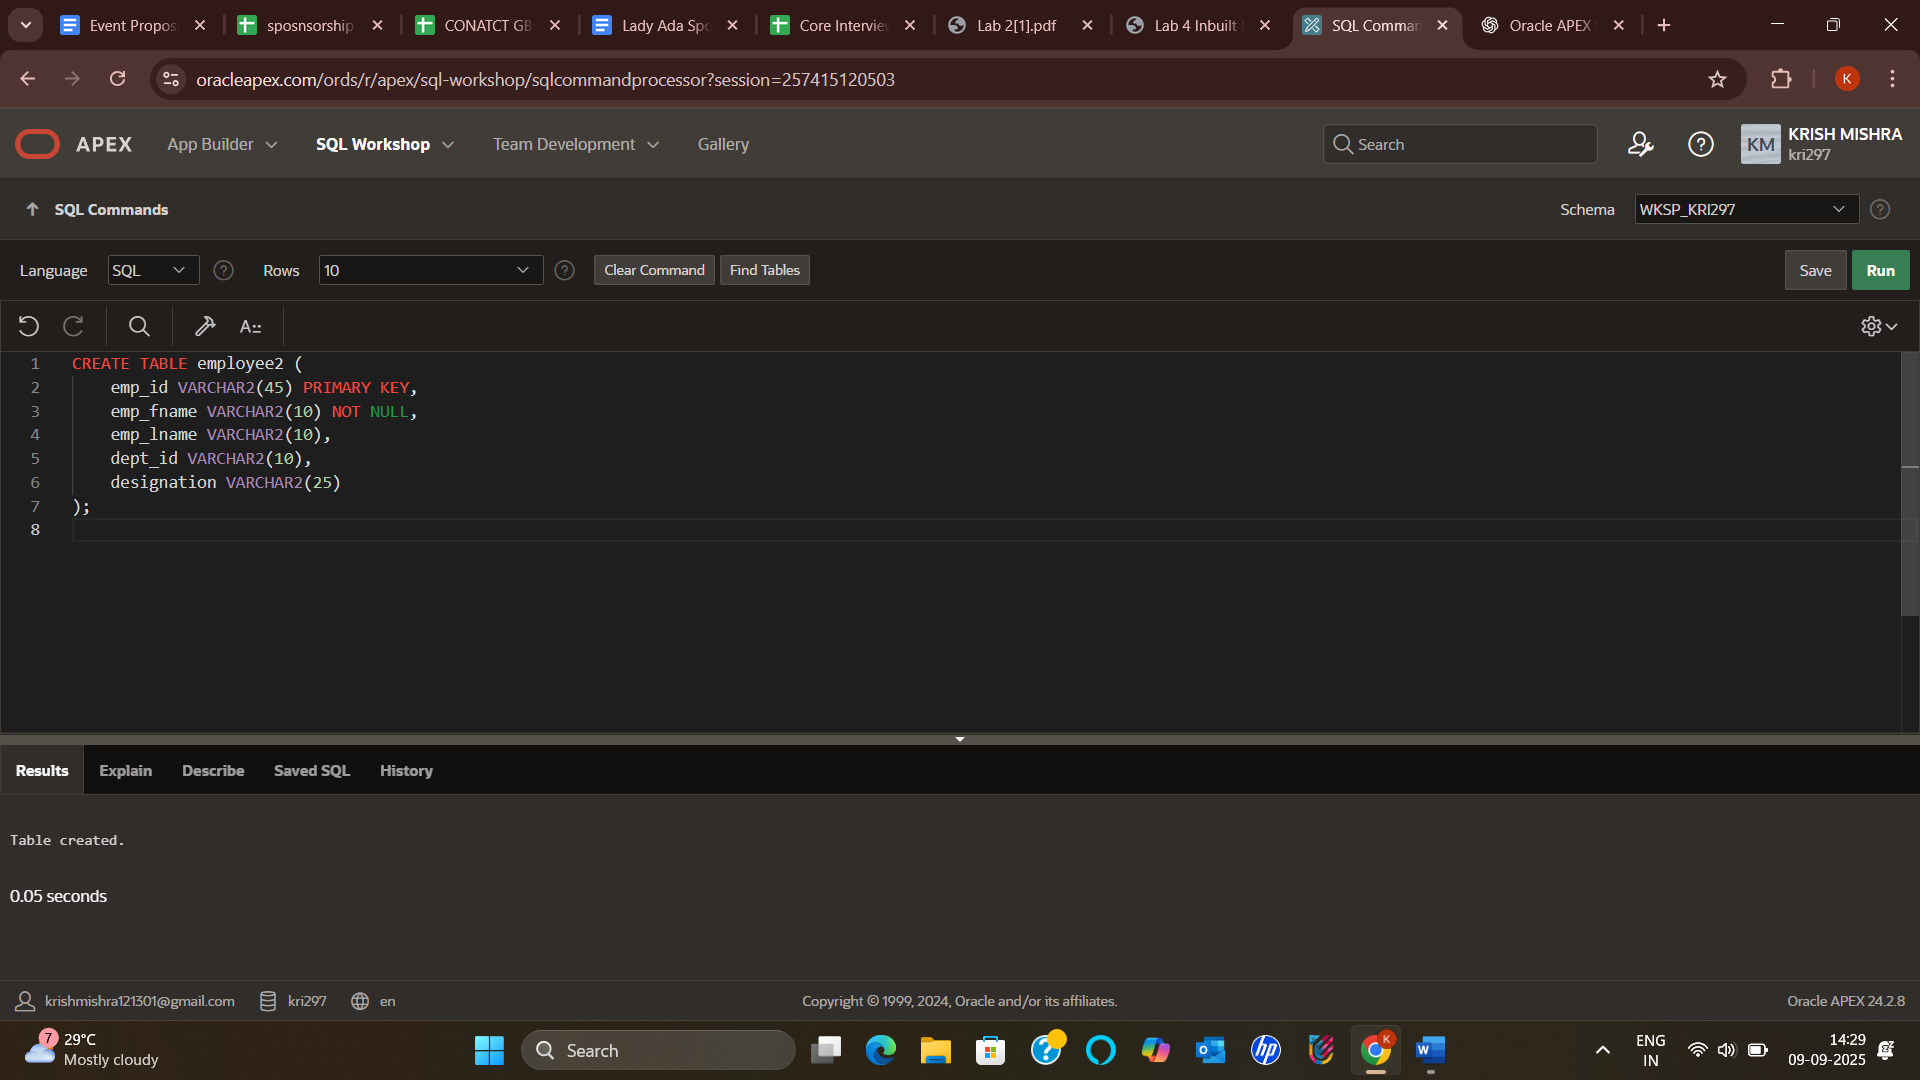 Event Propos
sposnsorship
CONATCT GB
Lady Ada Spo
Core Interview
Lab 2[1].pdf
Lab 4 Inbuilt
SQL Comman
Oracle APEX
oracleapex.com/ords/r/apex/sql-workshop/sqlcommandprocessor?session=257415120503
K
APEX
App Builder
SQL Workshop
Team Development
Gallery
Search
KM
KRISH MISHRA
kri297
SQL Commands
Schema
WKSP_KRI297
Language
SQL
Rows
10
Clear Command
Find Tables
Save
Run
1 CREATE TABLE employee2 (
2 emp_id VARCHAR2(45) PRIMARY KEY,
3 emp_fname VARCHAR2(10) NOT NULL,
4 emp_lname VARCHAR2(10),
5 dept_id VARCHAR2(10),
6 designation VARCHAR2(25)
7 );
8
Results
Explain
Describe
Saved SQL
History
Table created.
0.05 seconds
krishmishra121301@gmail.com
kri297
en
Copyright © 1999, 2024, Oracle and/or its affiliates.
Oracle APEX 24.2.8
7
29°C
Mostly cloudy
Search
ENG
IN
14:29
09-09-2025